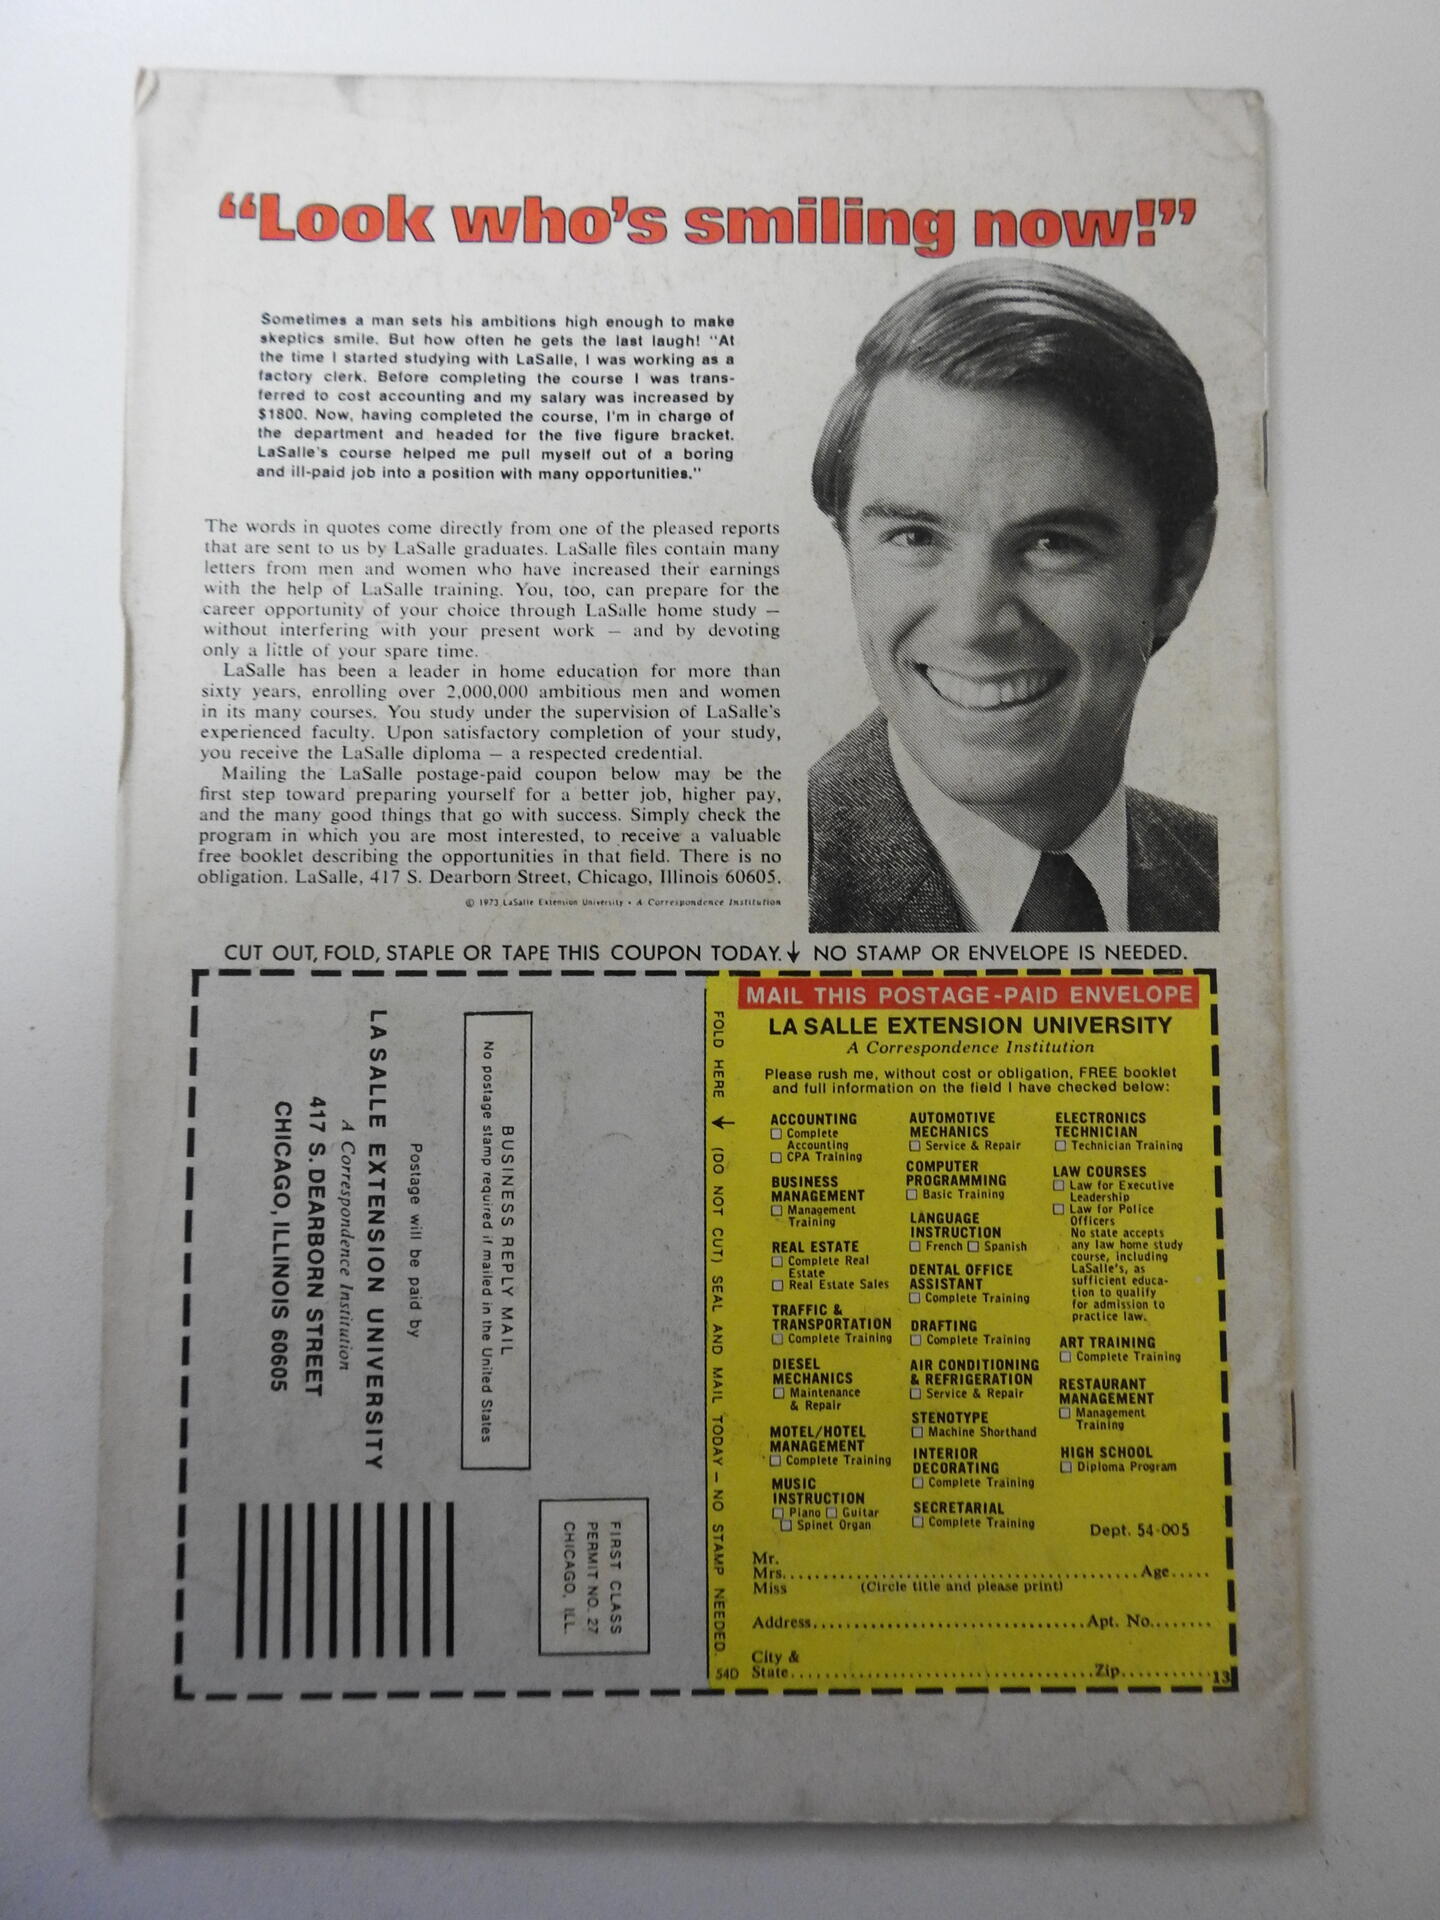 “Look who’s smiling now!”
Sometimes a man sets his ambitions high enough to make
skeptics smile. But how often he gets the last laugh! "At
the time I started studying with LaSalle, I was working as a
factory clerk. Before completing the course I was trans-
ferred to cost accounting and my salary was increased by
$1800. Now, having completed the course, I'm in charge of
the department and headed for the five figure bracket.
LaSalle's course helped me pull myself out of a boring
and ill-paid job into a position with many opportunities."
The words in quotes come directly from one of the pleased reports
that are sent to us by LaSalle graduates. LaSalle files contain many
letters from men and women who have increased their earnings
with the help of LaSalle training. You, too, can prepare for the
career opportunity of your choice through LaSalle home study —
without interfering with your present work — and by devoting
only a little of your spare time.
LaSalle has been a leader in home education for more than
sixty years, enrolling over 2,000,000 ambitious men and women
in its many courses. You study under the supervision of LaSalle's
experienced faculty. Upon satisfactory completion of your study,
you receive the LaSalle diploma — a respected credential.
Mailing the LaSalle postage-paid coupon below may be the
first step toward preparing yourself for a better job, higher pay,
and the many good things that go with success. Simply check the
program in which you are most interested, to receive a valuable
free booklet describing the opportunities in that field. There is no
obligation. LaSalle, 417 S. Dearborn Street, Chicago, Illinois 60605.
© 1973 LaSalle Extension University • A Correspondence Institution
CUT OUT, FOLD, STAPLE OR TAPE THIS COUPON TODAY.↓ NO STAMP OR ENVELOPE IS NEEDED.
FIRST CLASS
PERMIT NO. 27
CHICAGO, ILL.
BUSINESS REPLY MAIL
No postage stamp required if mailed in the United States
Postage will be paid by
LA SALLE EXTENSION UNIVERSITY
A Correspondence Institution
417 S. DEARBORN STREET
CHICAGO, ILLINOIS 60605
FOLD HERE ↓ (DO NOT CUT) SEAL AND MAIL TODAY — NO STAMP NEEDED.
54D
MAIL THIS POSTAGE-PAID ENVELOPE
LA SALLE EXTENSION UNIVERSITY
A Correspondence Institution
Please rush me, without cost or obligation, FREE booklet
and full information on the field I have checked below:
ACCOUNTING
□ Complete
Accounting
□ CPA Training
BUSINESS
MANAGEMENT
□ Management
Training
REAL ESTATE
□ Complete Real
Estate
□ Real Estate Sales
TRAFFIC &
TRANSPORTATION
□ Complete Training
DIESEL
MECHANICS
□ Maintenance
& Repair
MOTEL/HOTEL
MANAGEMENT
□ Complete Training
MUSIC
INSTRUCTION
□ Piano □ Guitar
□ Spinet Organ
AUTOMOTIVE
MECHANICS
□ Service & Repair
COMPUTER
PROGRAMMING
□ Basic Training
LANGUAGE
INSTRUCTION
□ French □ Spanish
DENTAL OFFICE
ASSISTANT
□ Complete Training
DRAFTING
□ Complete Training
AIR CONDITIONING
& REFRIGERATION
□ Service & Repair
STENOTYPE
□ Machine Shorthand
INTERIOR
DECORATING
□ Complete Training
SECRETARIAL
□ Complete Training
ELECTRONICS
TECHNICIAN
□ Technician Training
LAW COURSES
□ Law for Executive
Leadership
□ Law for Police
Officers
No state accepts
any law home study
course, including
LaSalle's, as
sufficient educa-
tion to qualify
for admission to
practice law.
ART TRAINING
□ Complete Training
RESTAURANT
MANAGEMENT
□ Management
Training
HIGH SCHOOL
□ Diploma Program
Dept. 54-005
Mr.
Mrs. Age
Miss (Circle title and please print)
Address Apt. No.
City &
State Zip 13